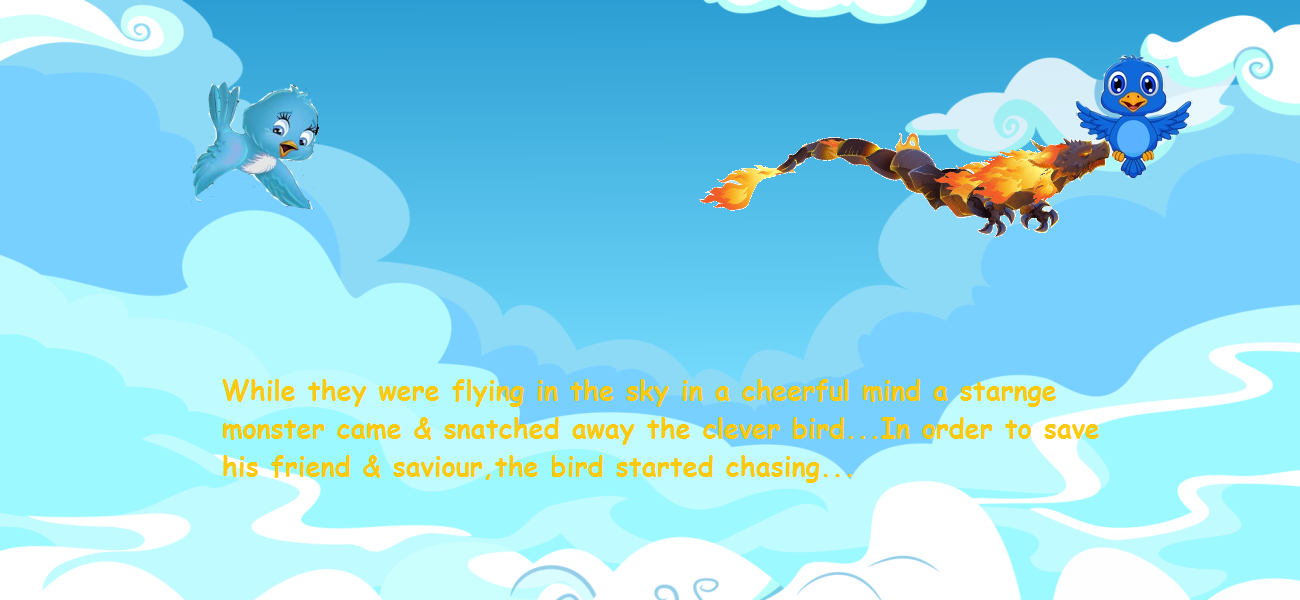 While they were flying in the sky in a cheerful mind a starnge
monster came & snatched away the clever bird...In order to save
his friend & saviour,the bird started chasing...